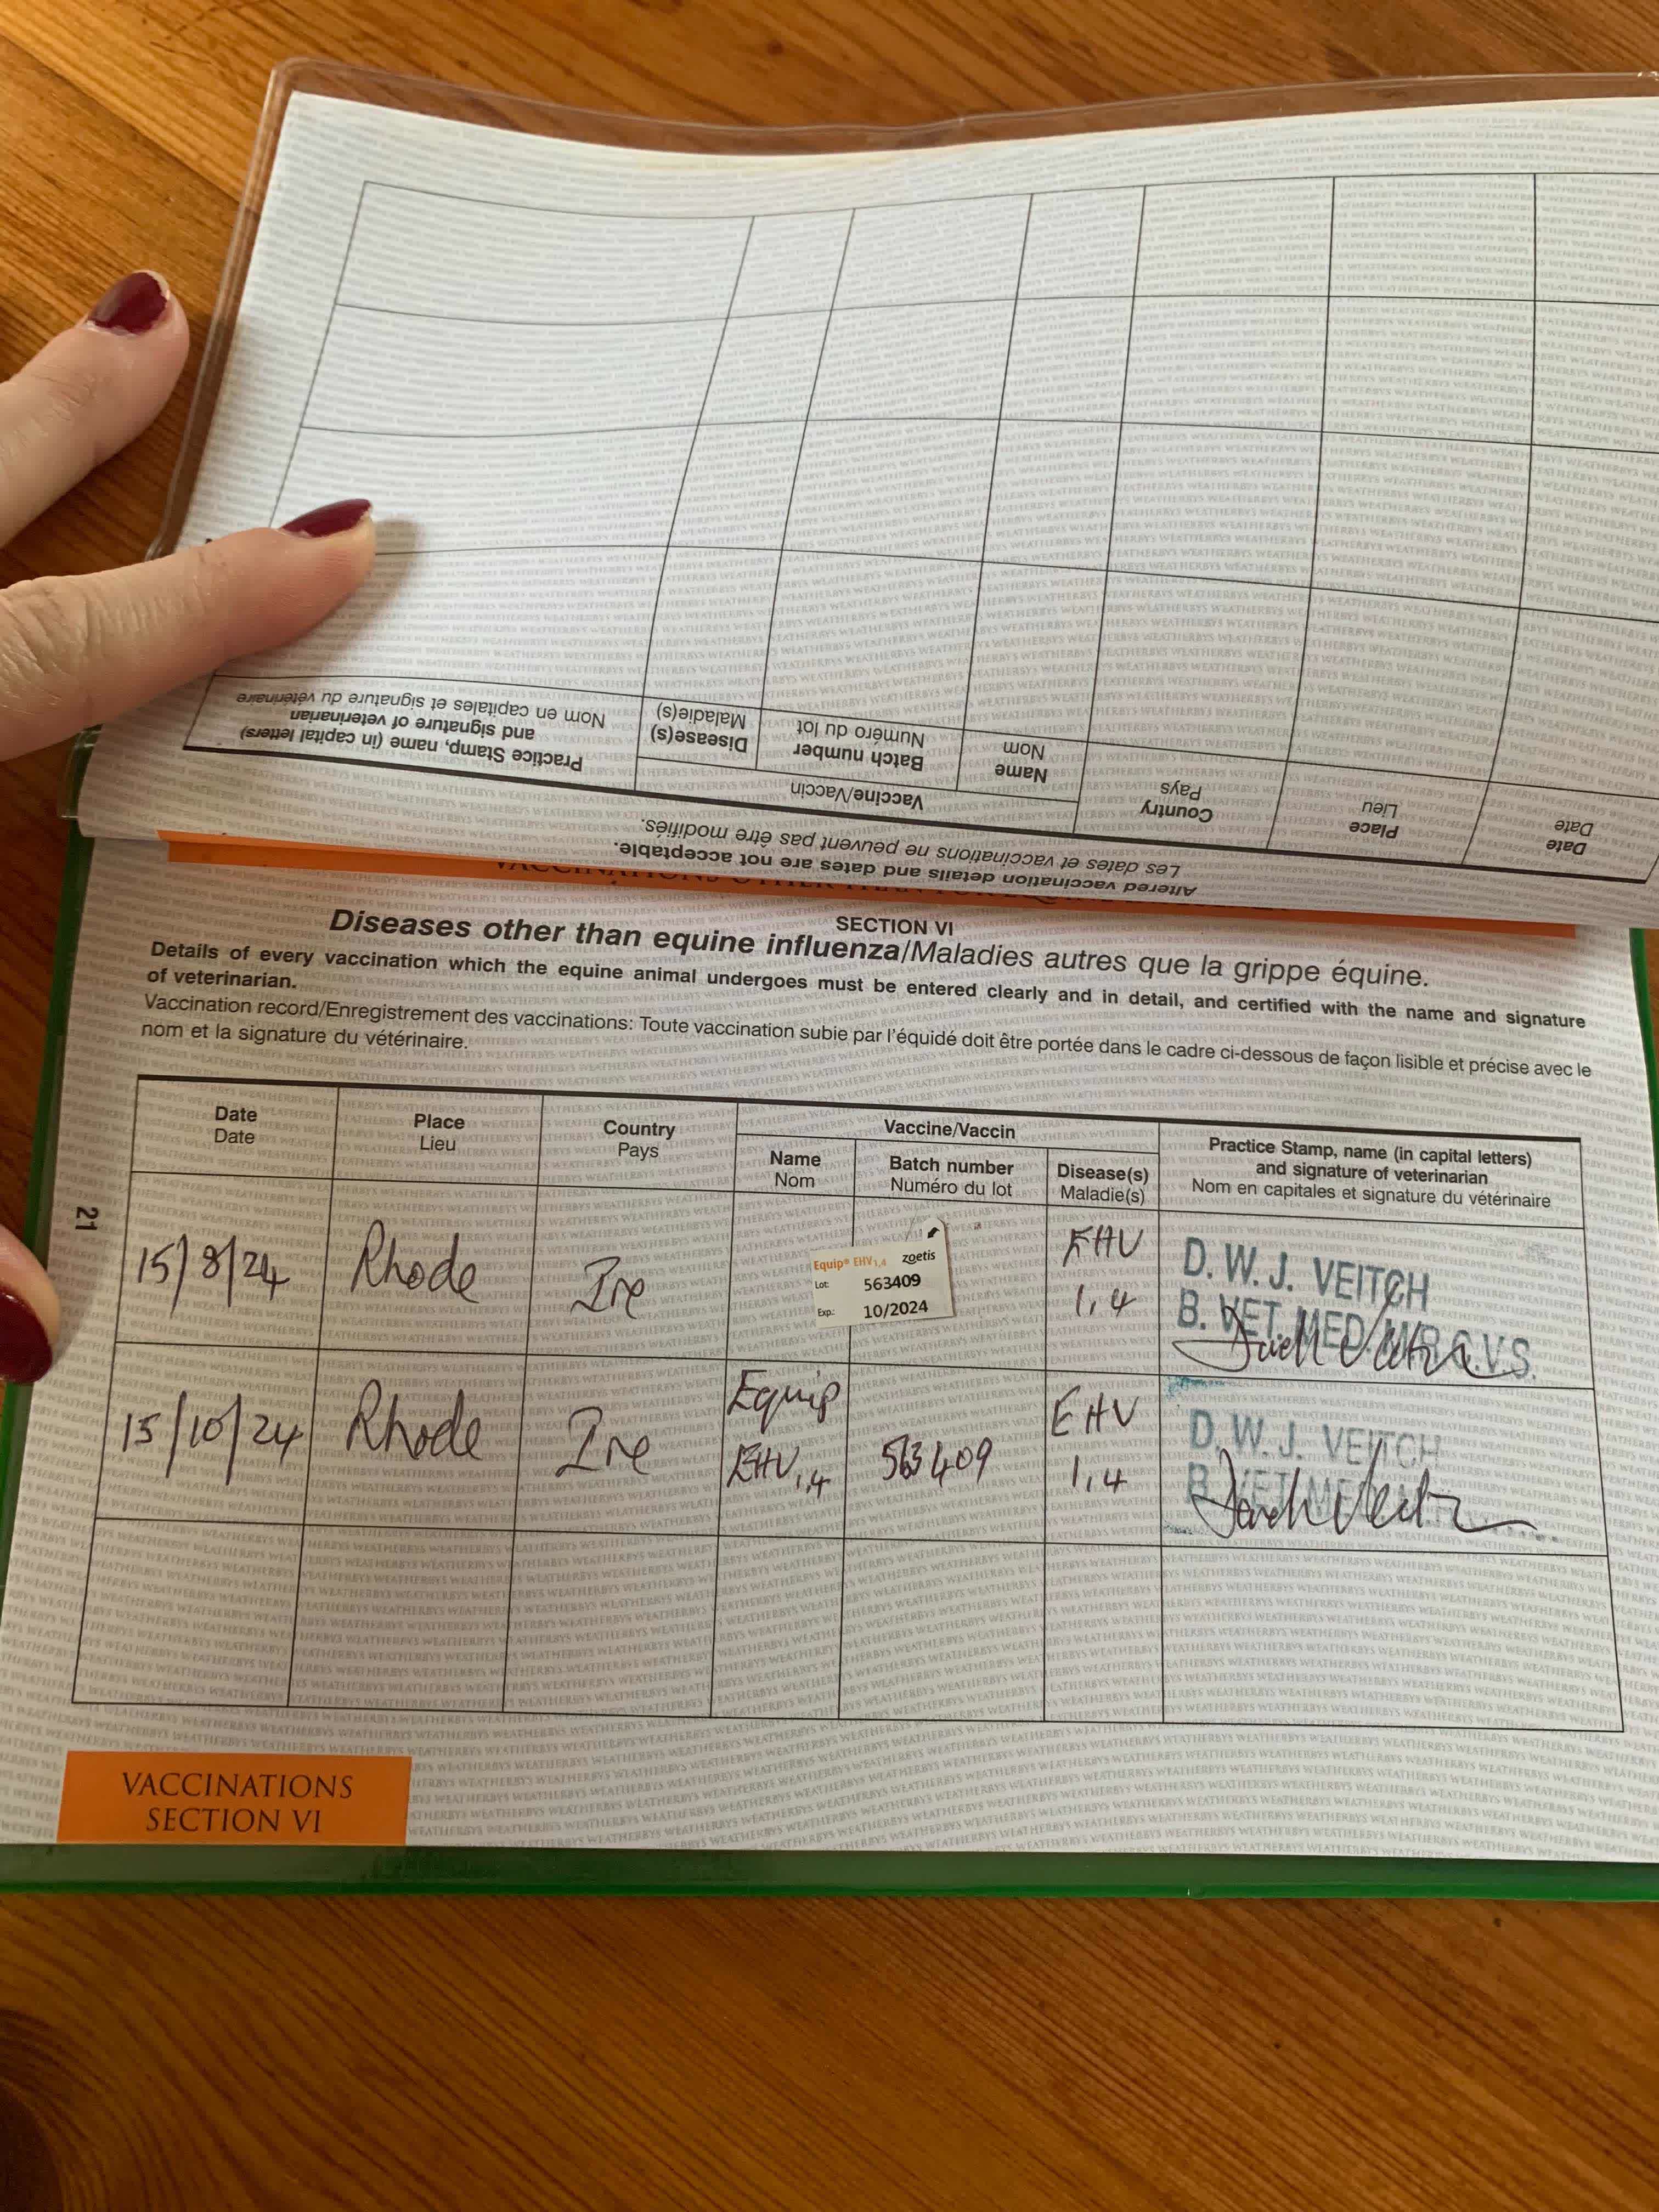 Practice Stamp, name (in capital letters)
and signature of veterinarian
Nom en capitales et signature du vétérinaire
Disease(s)
Maladie(s)
Batch number
Numéro du lot
Name
Nom
Vaccine/Vaccin
Country
Pays
Place
Lieu
Date
Date
Altered vaccination details and dates are not acceptable.
Les dates et vaccinations ne peuvent pas être modifiés.
SECTION VI
Diseases other than equine influenza/Maladies autres que la grippe équine.
Details of every vaccination which the equine animal undergoes must be entered clearly and in detail, and certified with the name and signature
of veterinarian.
Vaccination record/Enregistrement des vaccinations: Toute vaccination subie par l'équidé doit être portée dans le cadre ci-dessous de façon lisible et précise avec le
nom et la signature du vétérinaire.
Date
Date
Place
Lieu
Country
Pays
Vaccine/Vaccin
Name
Nom
Batch number
Numéro du lot
Disease(s)
Maladie(s)
Practice Stamp, name (in capital letters)
and signature of veterinarian
Nom en capitales et signature du vétérinaire
21
15/8/24
Rhode
Ire
Equip® EHV1,4 zoetis
Lot: 563409
Exp.: 10/2024
EHV
1,4
D. W. J. VEITCH
B. VET. MED. M.R.C.V.S.
15/10/24
Rhode
Ire
Equip
EHV1,4
563409
EHV
1,4
D. W. J. VEITCH
B. VET. MED
VACCINATIONS
SECTION VI